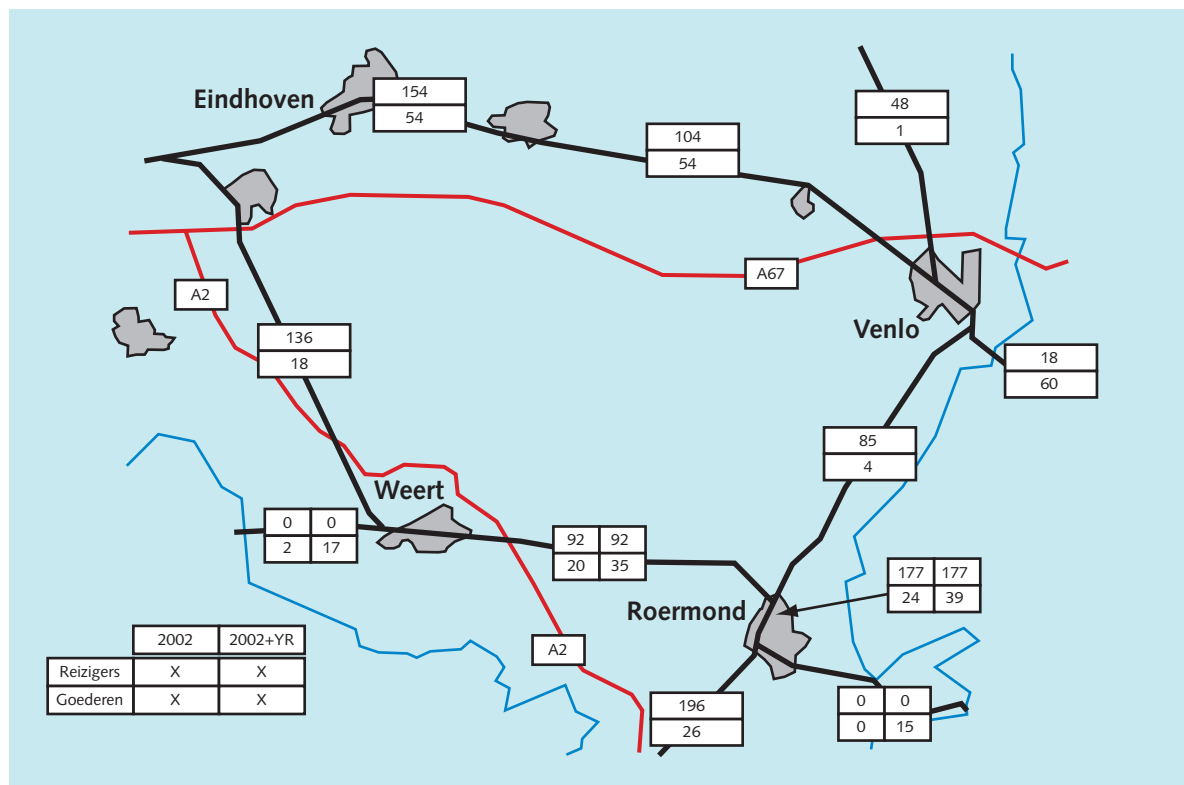 Eindhoven
154
54
104
54
48
1
A67
A2
136
18
Venlo
18
60
85
4
Weert
0 0
2 17
92 92
20 35
177 177
24 39
Roermond
A2
2002 2002+YR
Reizigers X X
Goederen X X
196
26
0 0
0 15